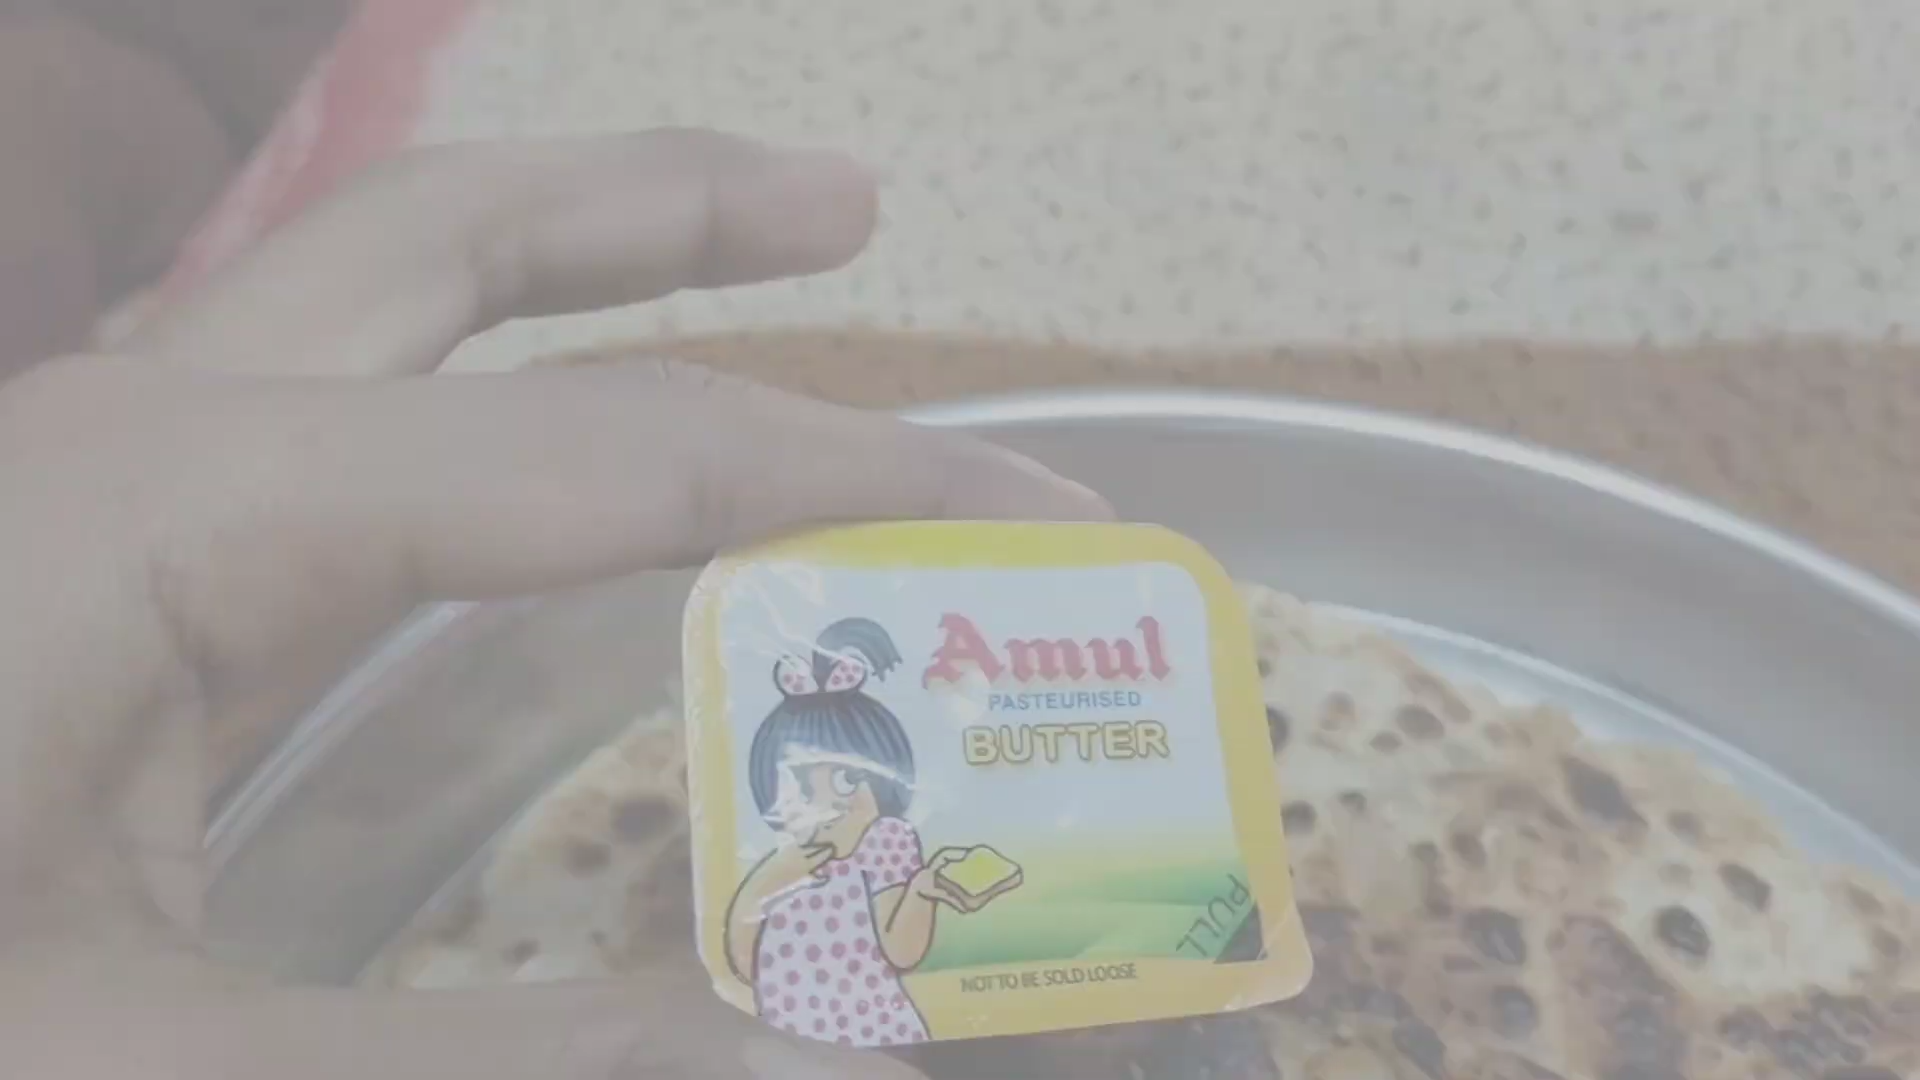 Amul
PASTEURISED
BUTTER
PULL
NOT TO BE SOLD LOOSE